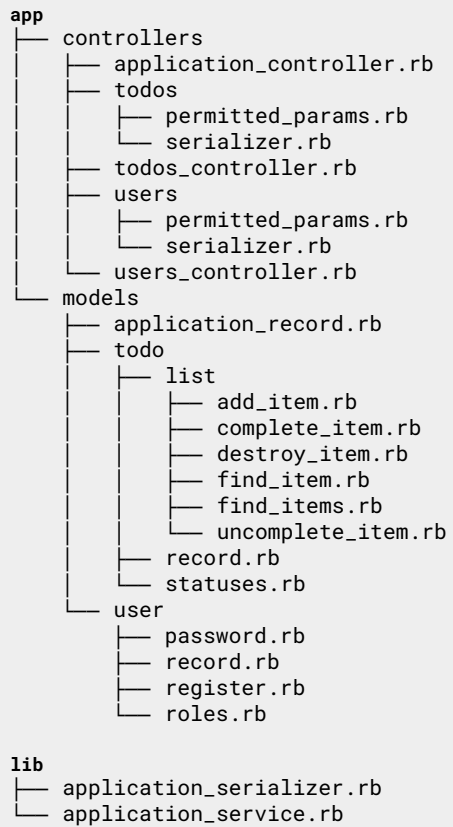 app
├── controllers
│   ├── application_controller.rb
│   ├── todos
│   │   ├── permitted_params.rb
│   │   └── serializer.rb
│   ├── todos_controller.rb
│   ├── users
│   │   ├── permitted_params.rb
│   │   └── serializer.rb
│   └── users_controller.rb
└── models
    ├── application_record.rb
    ├── todo
    │   ├── list
    │   │   ├── add_item.rb
    │   │   ├── complete_item.rb
    │   │   ├── destroy_item.rb
    │   │   ├── find_item.rb
    │   │   ├── find_items.rb
    │   │   └── uncomplete_item.rb
    │   ├── record.rb
    │   └── statuses.rb
    └── user
        ├── password.rb
        ├── record.rb
        ├── register.rb
        └── roles.rb

lib
├── application_serializer.rb
└── application_service.rb